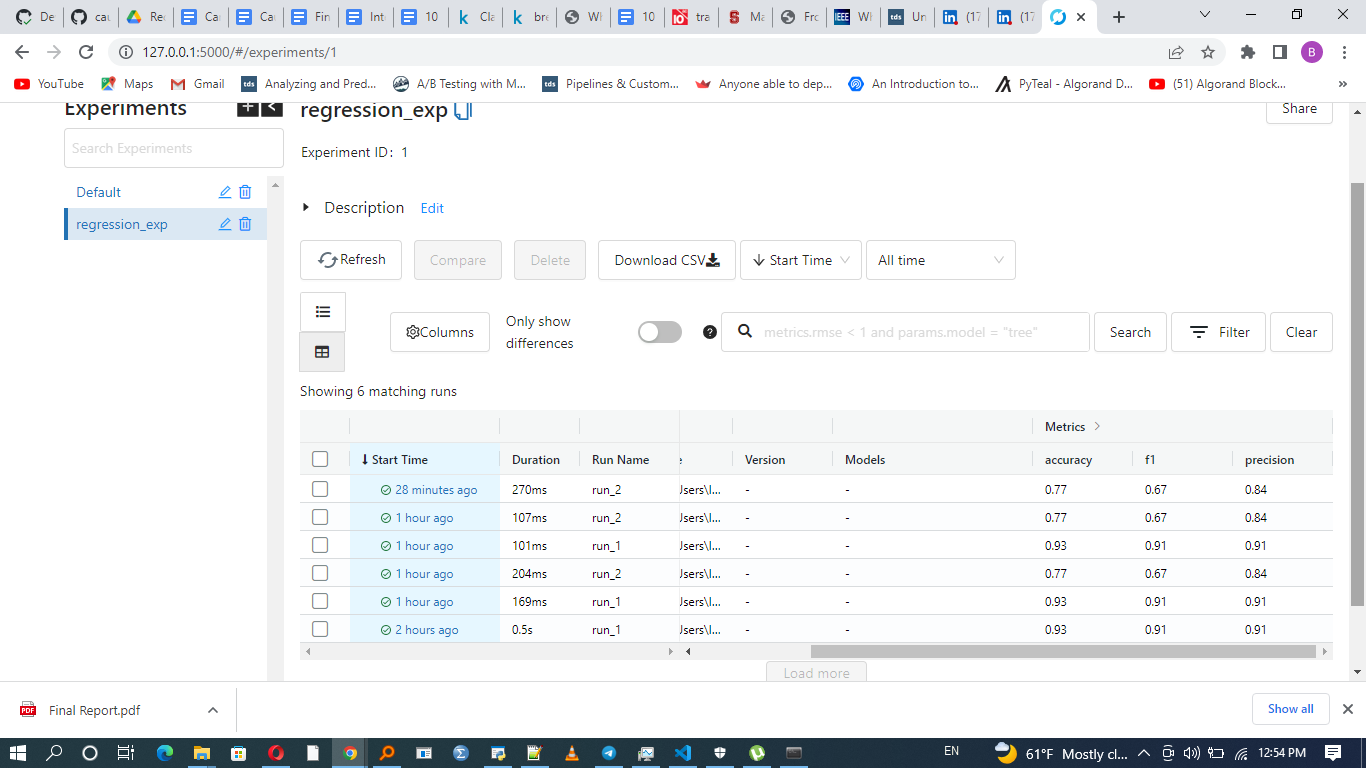 De
cau
Rec
Car
Cau
Fin
Inte
10
Cla
bre
Wh
10
tra
Ma
Fro
Wh
Un
(17
(17
127.0.0.1:5000/#/experiments/1
B
YouTube
Maps
Gmail
Analyzing and Pred...
A/B Testing with M...
Pipelines & Custom...
Anyone able to dep...
An Introduction to...
PyTeal - Algorand D...
(51) Algorand Block...
Experiments
regression_exp
Share
Search Experiments
Experiment ID: 1
Default
regression_exp
Description Edit
Refresh Compare Delete Download CSV Start Time All time
Columns Only show differences metrics.rmse < 1 and params.model = "tree" Search Filter Clear
Showing 6 matching runs
Metrics
Start Time Duration Run Name Version Models accuracy f1 precision
28 minutes ago 270ms run_2 Jsers\I... - - 0.77 0.67 0.84
1 hour ago 107ms run_2 Jsers\I... - - 0.77 0.67 0.84
1 hour ago 101ms run_1 Jsers\I... - - 0.93 0.91 0.91
1 hour ago 204ms run_2 Jsers\I... - - 0.77 0.67 0.84
1 hour ago 169ms run_1 Jsers\I... - - 0.93 0.91 0.91
2 hours ago 0.5s run_1 Jsers\I... - - 0.93 0.91 0.91
Load more
Final Report.pdf
Show all
EN 61°F Mostly cl... 12:54 PM